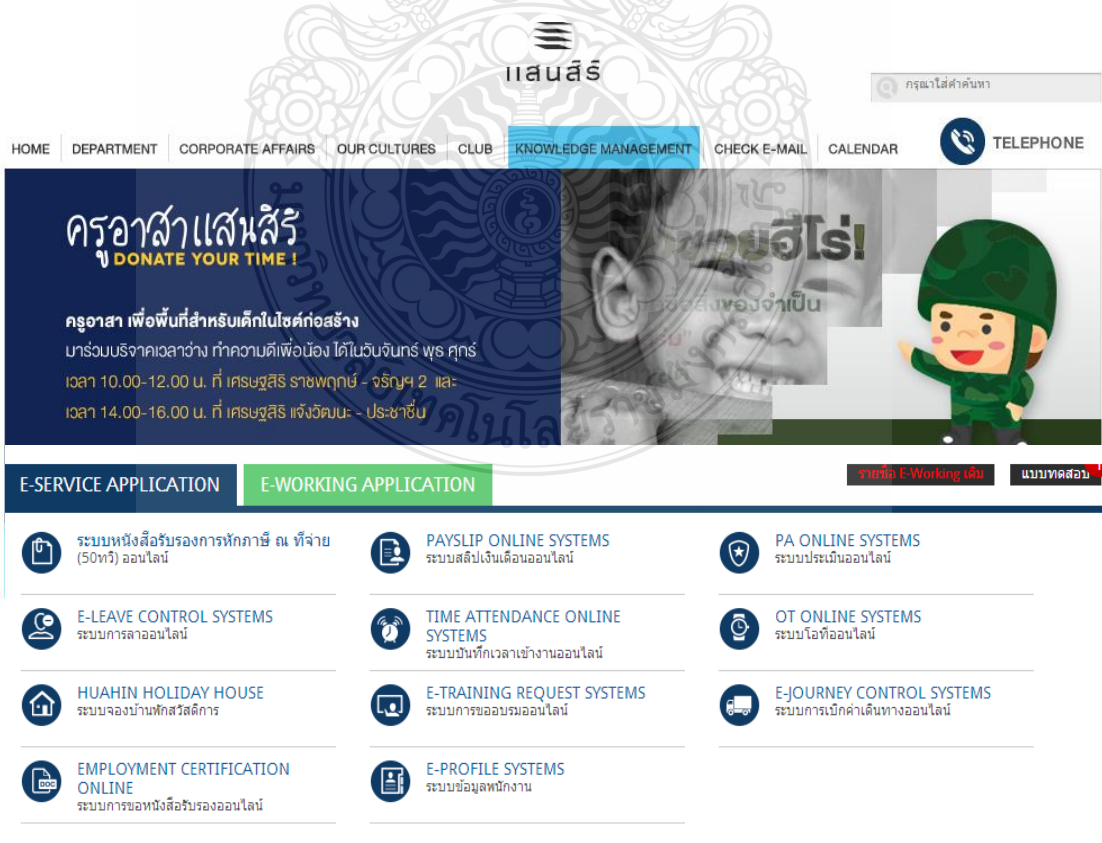 แสนสิริ
กรุณาใส่คำค้นหา
HOME DEPARTMENT CORPORATE AFFAIRS OUR CULTURES CLUB KNOWLEDGE MANAGEMENT CHECK E-MAIL CALENDAR TELEPHONE
ครูอาสาแสนสิริ
DONATE YOUR TIME !
ครูอาสา เพื่อพื้นที่สำหรับเด็กในไซต์ก่อสร้าง
มาร่วมบริจาคเวลาว่าง ทำความดีเพื่อน้อง ได้ในวันจันทร์ พุธ ศุกร์
เวลา 10.00-12.00 น. ที่ เศรษฐสิริ ราชพฤกษ์ - จรัญฯ 2 และ
เวลา 14.00-16.00 น. ที่ เศรษฐสิริ แจ้งวัฒนะ - ประชาชื่น
ช่วยฮีโร่!
สิ่งของจำเป็น
E-SERVICE APPLICATION E-WORKING APPLICATION
รายชื่อ E-Working เดิม แบบทดสอบ
ระบบหนังสือรับรองการหักภาษี ณ ที่จ่าย
(50ทวิ) ออนไลน์
PAYSLIP ONLINE SYSTEMS
ระบบสลิปเงินเดือนออนไลน์
PA ONLINE SYSTEMS
ระบบประเมินออนไลน์
E-LEAVE CONTROL SYSTEMS
ระบบการลาออนไลน์
TIME ATTENDANCE ONLINE
SYSTEMS
ระบบบันทึกเวลาเข้างานออนไลน์
OT ONLINE SYSTEMS
ระบบโอทีออนไลน์
HUAHIN HOLIDAY HOUSE
ระบบจองบ้านพักสวัสดิการ
E-TRAINING REQUEST SYSTEMS
ระบบการขออบรมออนไลน์
E-JOURNEY CONTROL SYSTEMS
ระบบการเบิกค่าเดินทางออนไลน์
EMPLOYMENT CERTIFICATION
ONLINE
ระบบการขอหนังสือรับรองออนไลน์
E-PROFILE SYSTEMS
ระบบข้อมูลพนักงาน